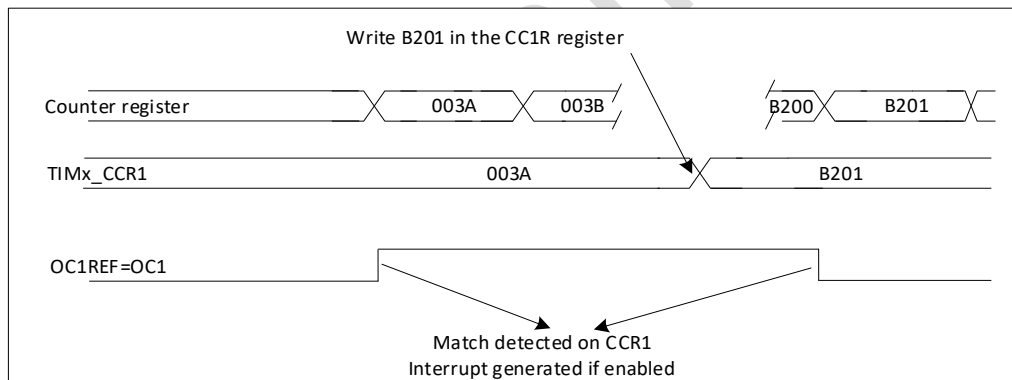 Write B201 in the CC1R register
Counter register 003A 003B B200 B201
TIMx_CCR1 003A B201
OC1REF=OC1
Match detected on CCR1
Interrupt generated if enabled